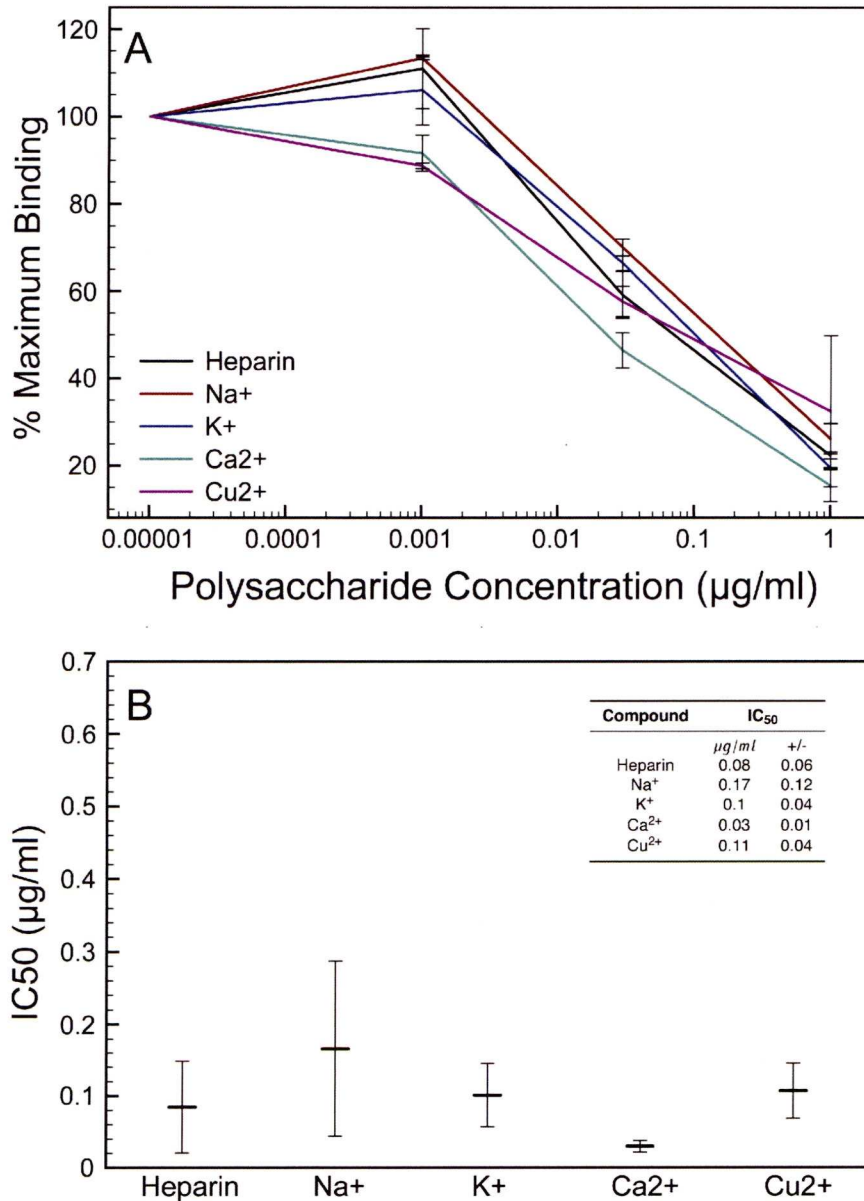 A
120
100
80
60
40
20
% Maximum Binding
Heparin
Na+
K+
Ca2+
Cu2+
0.00001 0.0001 0.001 0.01 0.1 1
Polysaccharide Concentration (µg/ml)
B
0.7
0.6
0.5
0.4
0.3
0.2
0.1
0
IC50 (µg/ml)
Compound IC₅₀
µg/ml +/-
Heparin 0.08 0.06
Na⁺ 0.17 0.12
K⁺ 0.1 0.04
Ca²⁺ 0.03 0.01
Cu²⁺ 0.11 0.04
Heparin Na+ K+ Ca2+ Cu2+